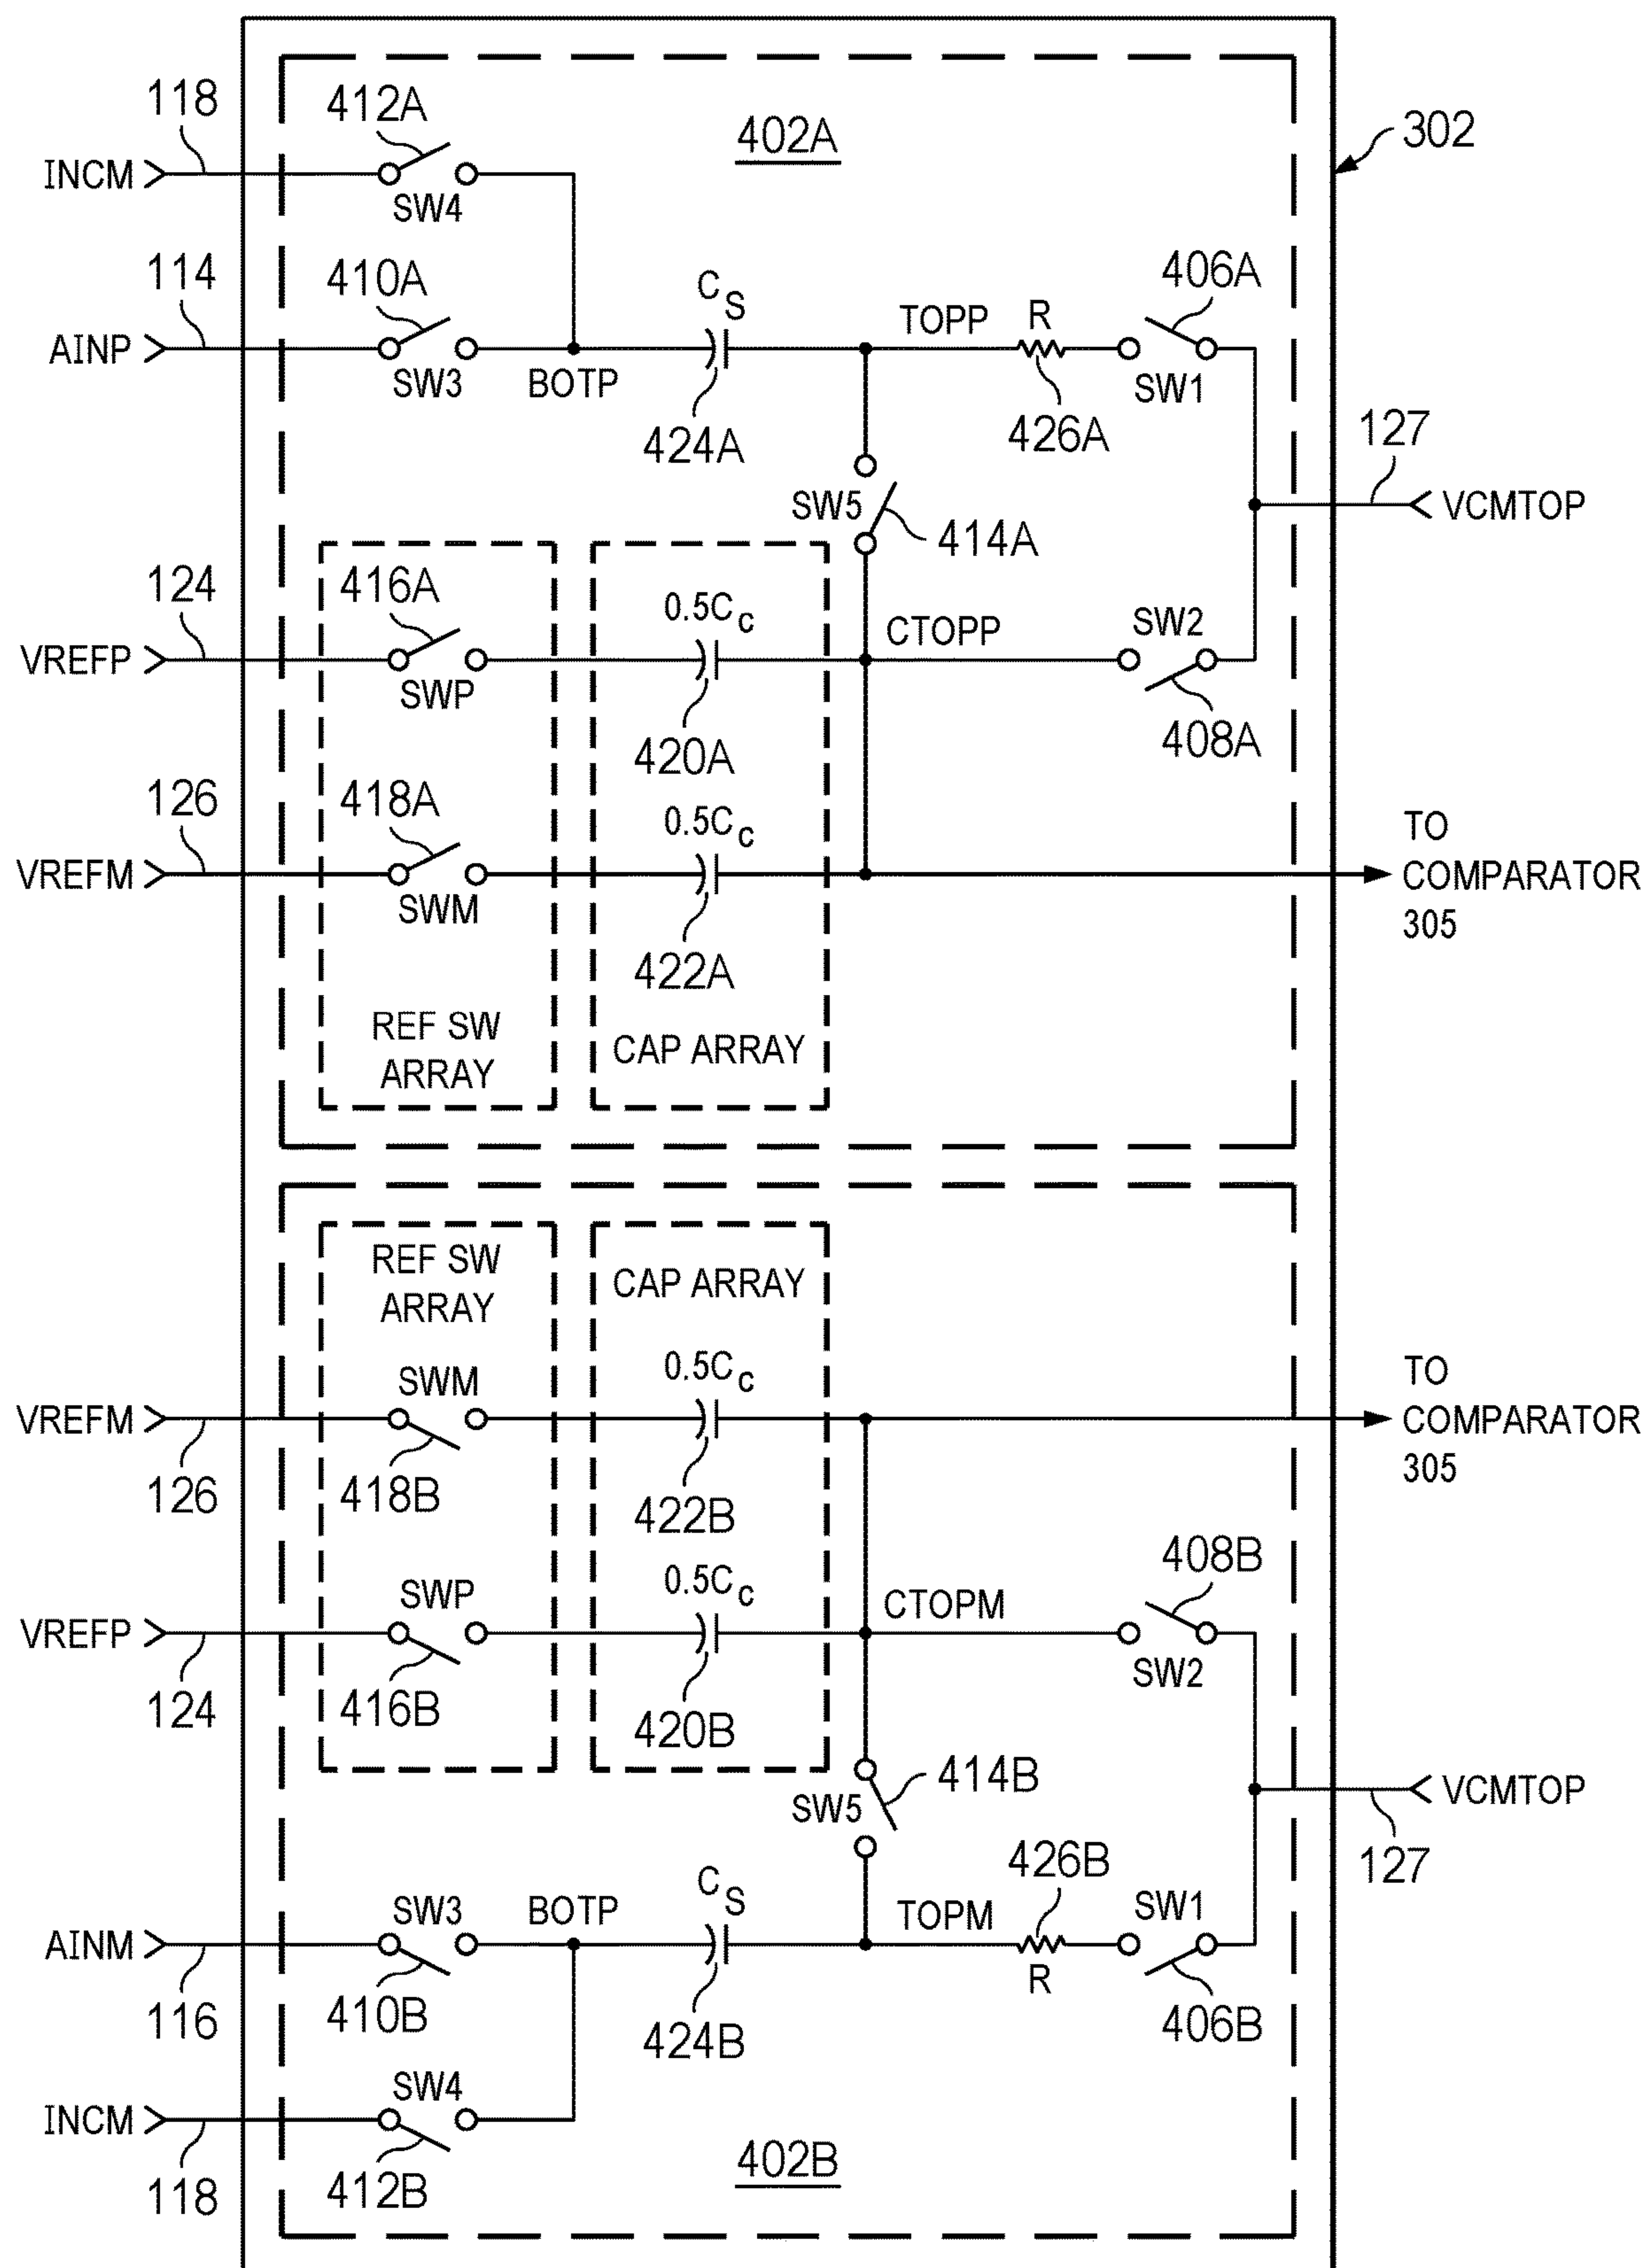 118
412A
402A
302
INCM
SW4
114
410A
C S
TOPP
R
406A
AINP
SW3
BOTP
SW1
424A
426A
127
SW5
VCMTOP
414A
124
416A
0.5C c
CTOPP
SW2
VREFP
SWP
420A
408A
126
418A
0.5C c
TO
COMPARATOR
305
VREFM
SWM
422A
REF SW
ARRAY
CAP ARRAY
REF SW
ARRAY
CAP ARRAY
SWM
0.5C c
TO
COMPARATOR
305
VREFM
126
418B
422B
408B
SWP
0.5C c
CTOPM
VREFP
SW2
124
416B
420B
414B
SW5
VCMTOP
127
426B
C S
SW3
BOTP
TOPM
SW1
AINM
R
116
410B
424B
406B
SW4
INCM
118
412B
402B